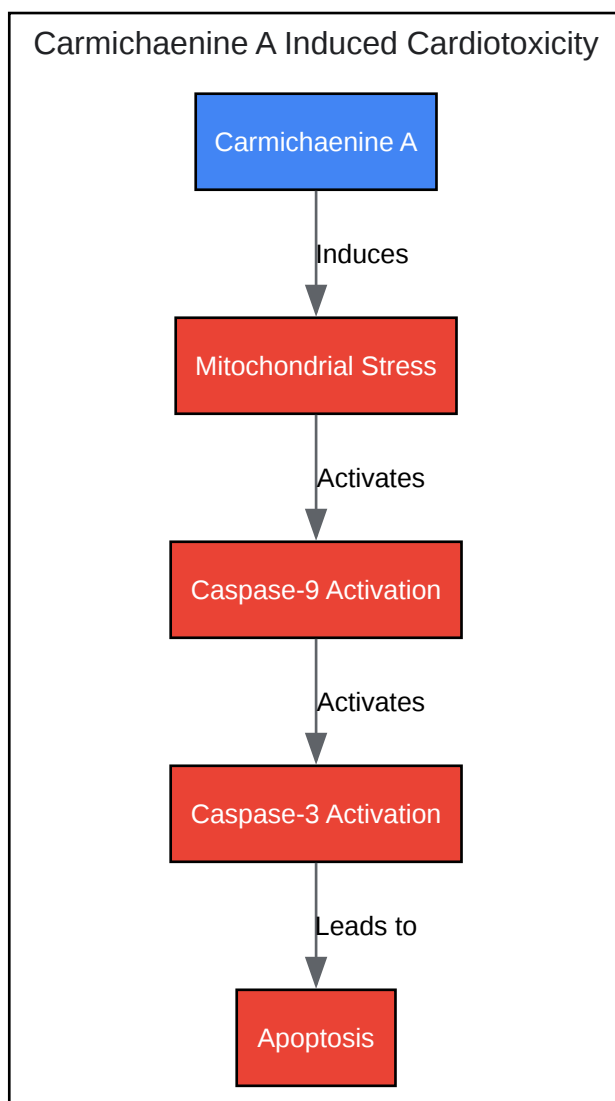 Carmichaenine A Induced Cardiotoxicity
Carmichaenine A
Induces
Mitochondrial Stress
Activates
Caspase-9 Activation
Activates
Caspase-3 Activation
Leads to
Apoptosis